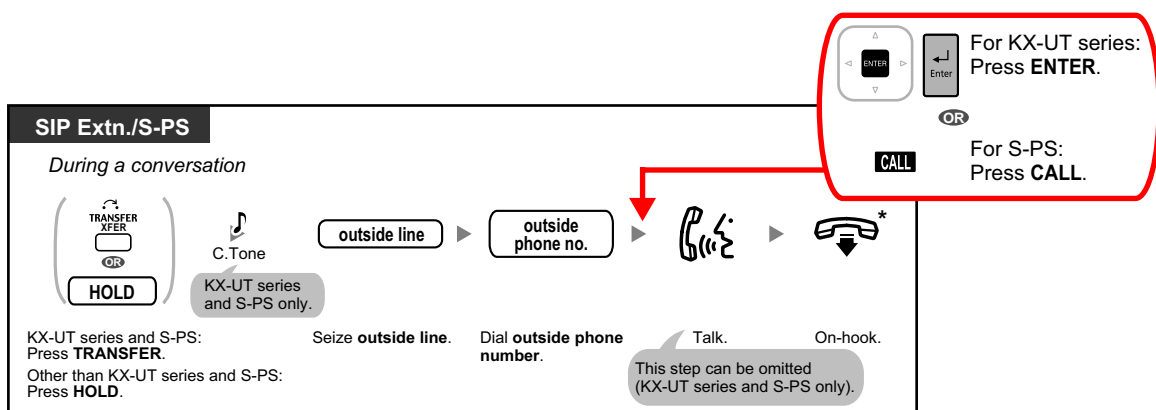 For KX-UT series:
Press ENTER.
ENTER
Enter
OR
For S-PS:
Press CALL.
CALL
SIP Extn./S-PS
During a conversation
TRANSFER
XFER
OR
HOLD
C.Tone
KX-UT series
and S-PS only.
outside line
outside
phone no.
*
KX-UT series and S-PS:
Press TRANSFER.
Other than KX-UT series and S-PS:
Press HOLD.
Seize outside line.
Dial outside phone
number.
Talk.
This step can be omitted
(KX-UT series and S-PS only).
On-hook.